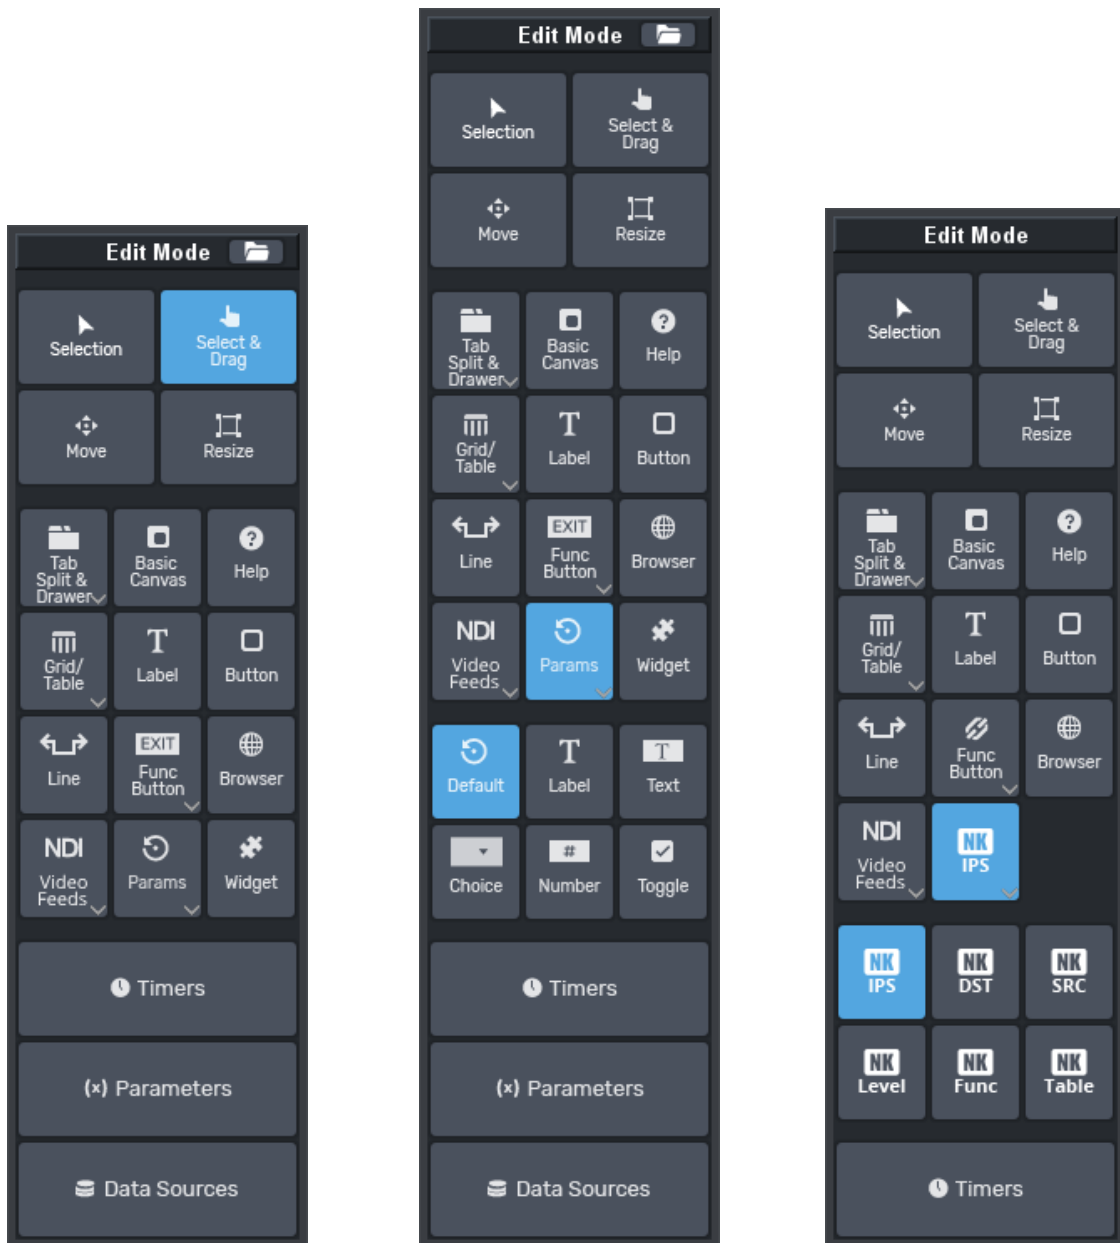 Edit Mode
Selection
Select &
Drag
Move
Resize
Tab
Split &
Drawer
Basic
Canvas
Help
Grid/
Table
T
Label
Button
Line
EXIT
Func
Button
Browser
NDI
Video
Feeds
Params
Widget
Timers
(x) Parameters
Data Sources
Edit Mode
Selection
Select &
Drag
Move
Resize
Tab
Split &
Drawer
Basic
Canvas
?
Help
Grid/
Table
T
Label
Button
Line
EXIT
Func
Button
Browser
NDI
Video
Feeds
Params
Widget
Default
T
Label
T
Text
Choice
#
Number
Toggle
Timers
(x) Parameters
Data Sources
Edit Mode
Selection
Select &
Drag
Move
Resize
Tab
Split &
Drawer
Basic
Canvas
?
Help
Grid/
Table
T
Label
Button
Line
Func
Button
Browser
NDI
Video
Feeds
NK
IPS
NK
IPS
NK
DST
NK
SRC
NK
Level
NK
Func
NK
Table
Timers